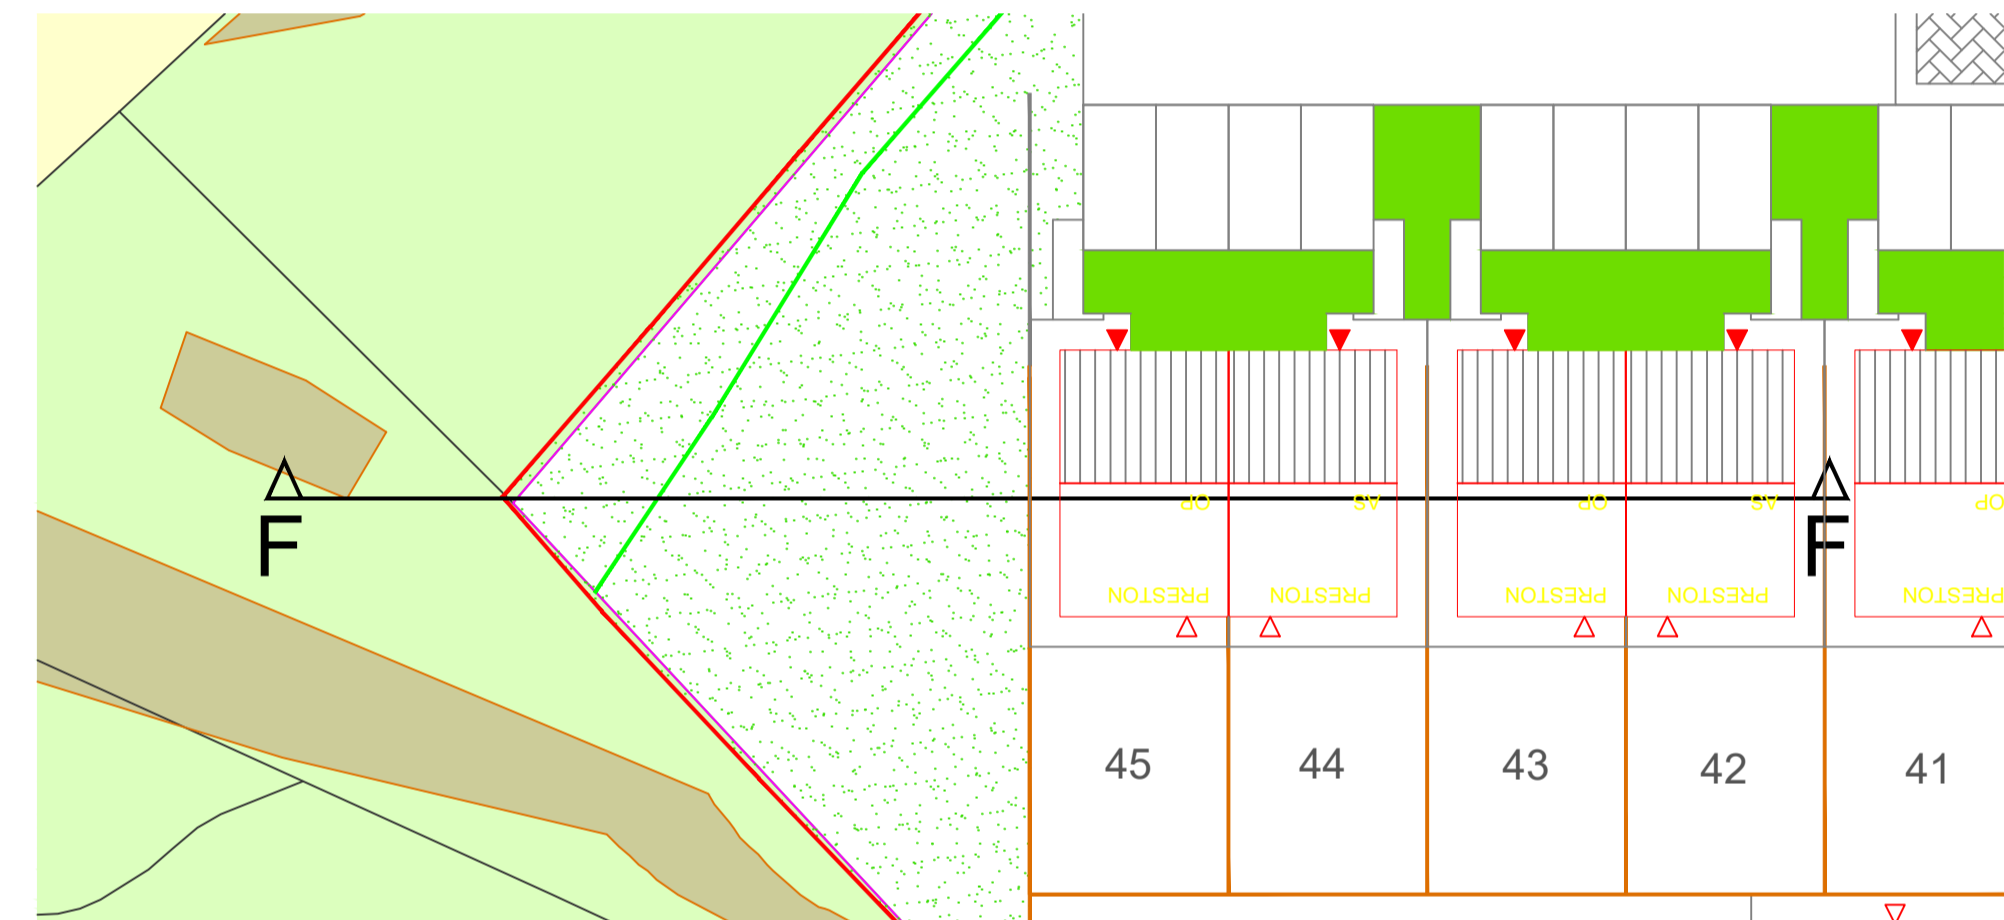 OP AS OP AS OP
F F
PRESTON PRESTON PRESTON PRESTON PRESTON
45 44 43 42 41